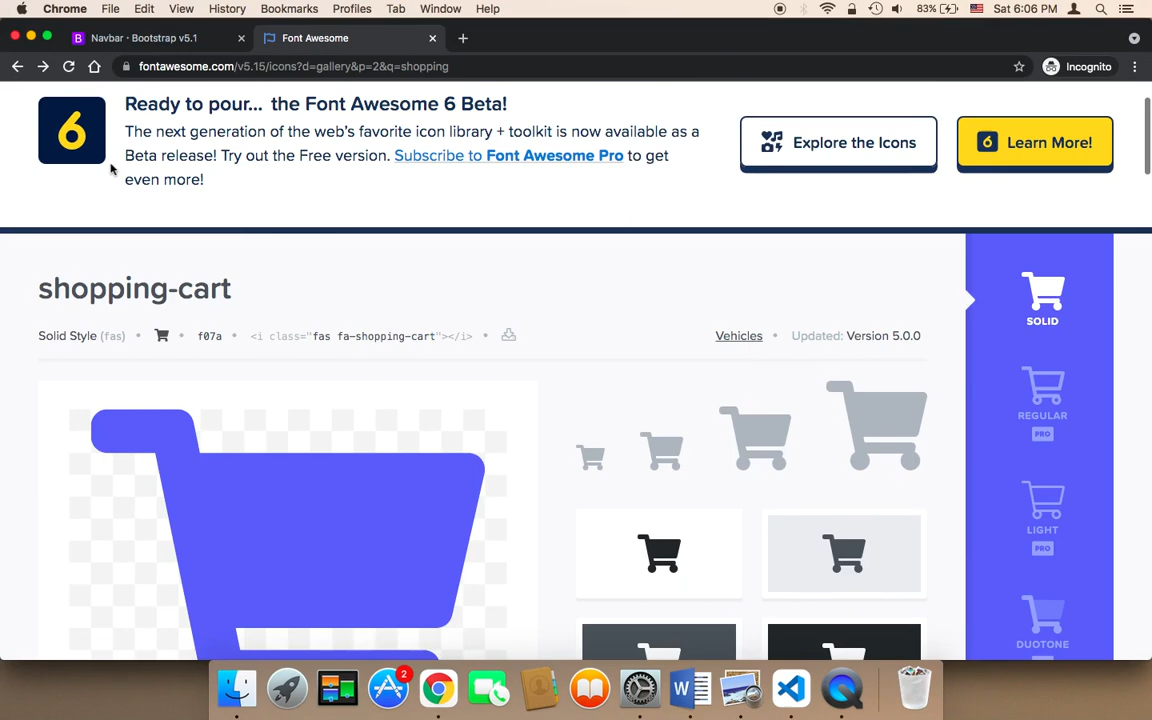 Chrome File Edit View History Bookmarks Profiles Tab Window Help 83% Sat 6:06 PM
Navbar · Bootstrap v5.1 Font Awesome
fontawesome.com/v5.15/icons?d=gallery&p=2&q=shopping Incognito
6
Ready to pour... the Font Awesome 6 Beta!
The next generation of the web's favorite icon library + toolkit is now available as a
Beta release! Try out the Free version. Subscribe to Font Awesome Pro to get
even more!
Explore the Icons
6 Learn More!
shopping-cart
Solid Style (fas) • • f07a • <i class="fas fa-shopping-cart"></i> •
Vehicles • Updated: Version 5.0.0
SOLID
REGULAR
PRO
LIGHT
PRO
DUOTONE
2